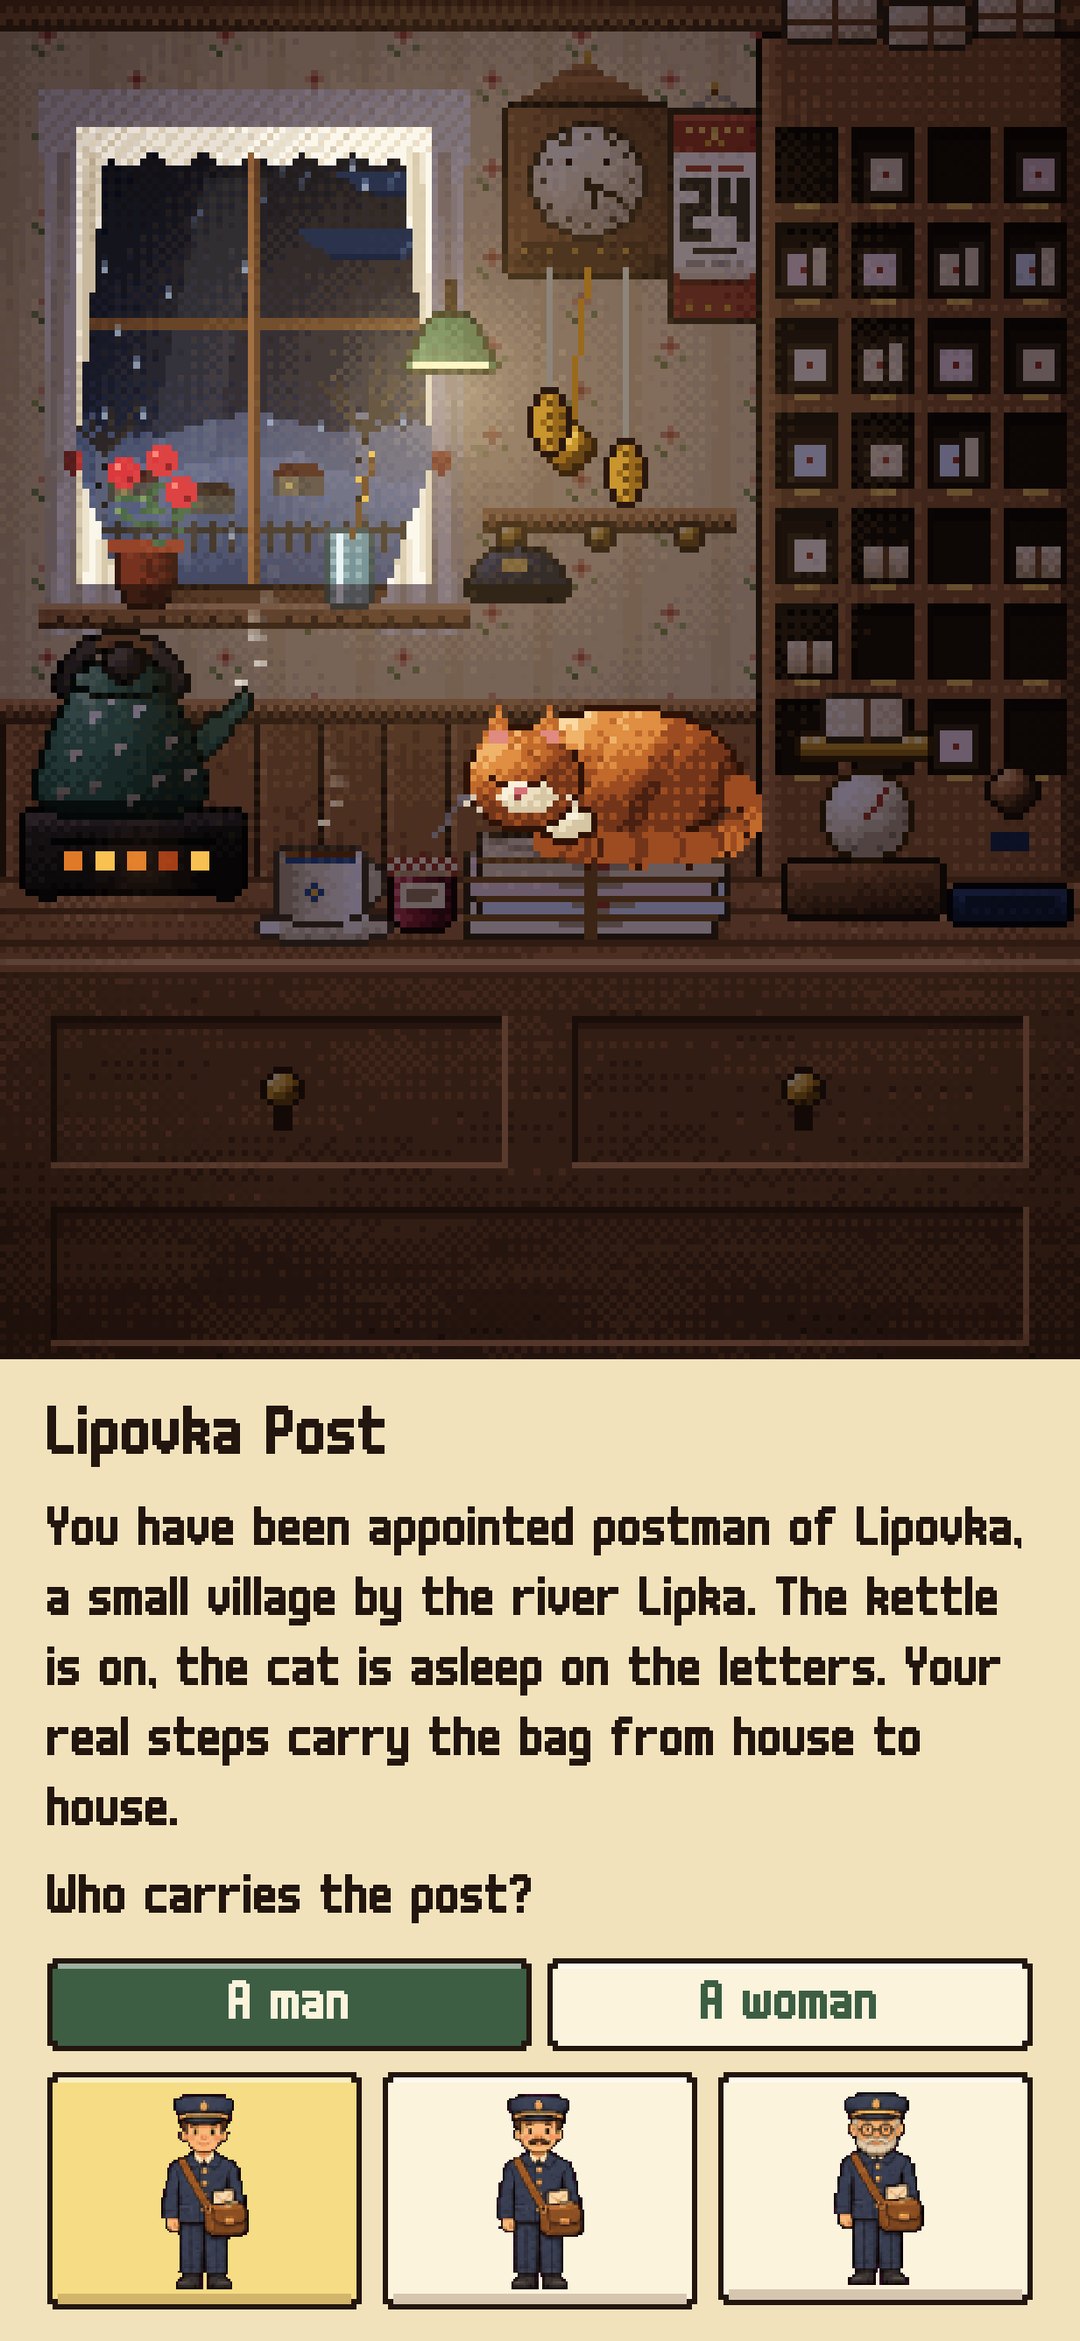 24
Lipovka Post
You have been appointed postman of Lipovka,
a small village by the river Lipka. The kettle
is on, the cat is asleep on the letters. Your
real steps carry the bag from house to
house.
Who carries the post?
A man
A woman